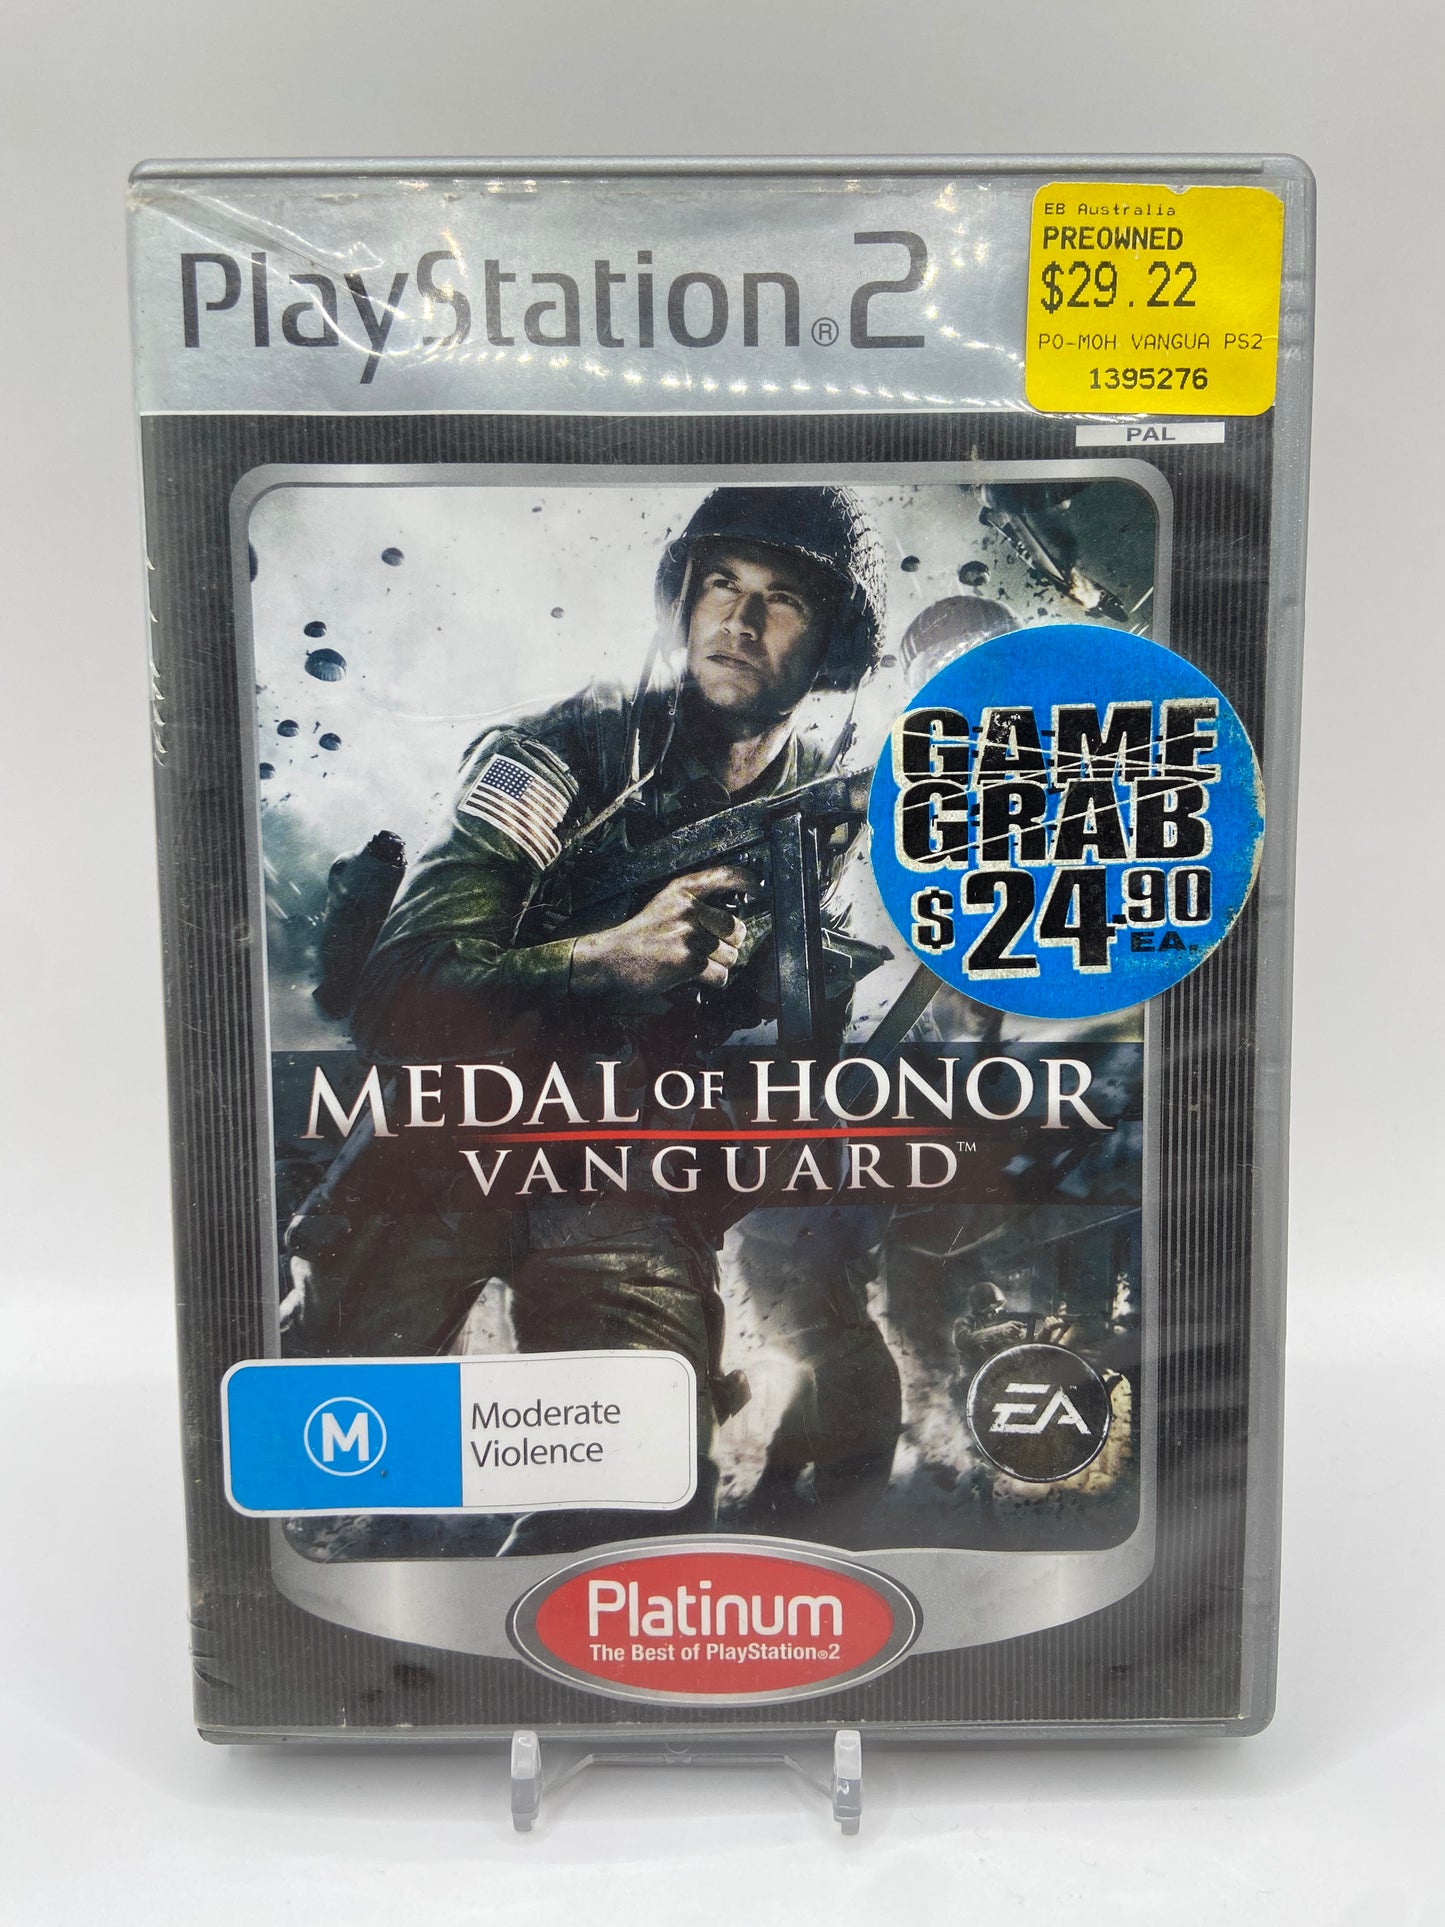 PlayStation®2
EB Australia
PREOWNED
$29.22
PO-MOH VANGUA PS2
1395276
PAL
GAME
GRAB
$24.90
EA.
MEDAL OF HONOR
VANGUARD™
M
Moderate
Violence
EA
Platinum
The Best of PlayStation®2